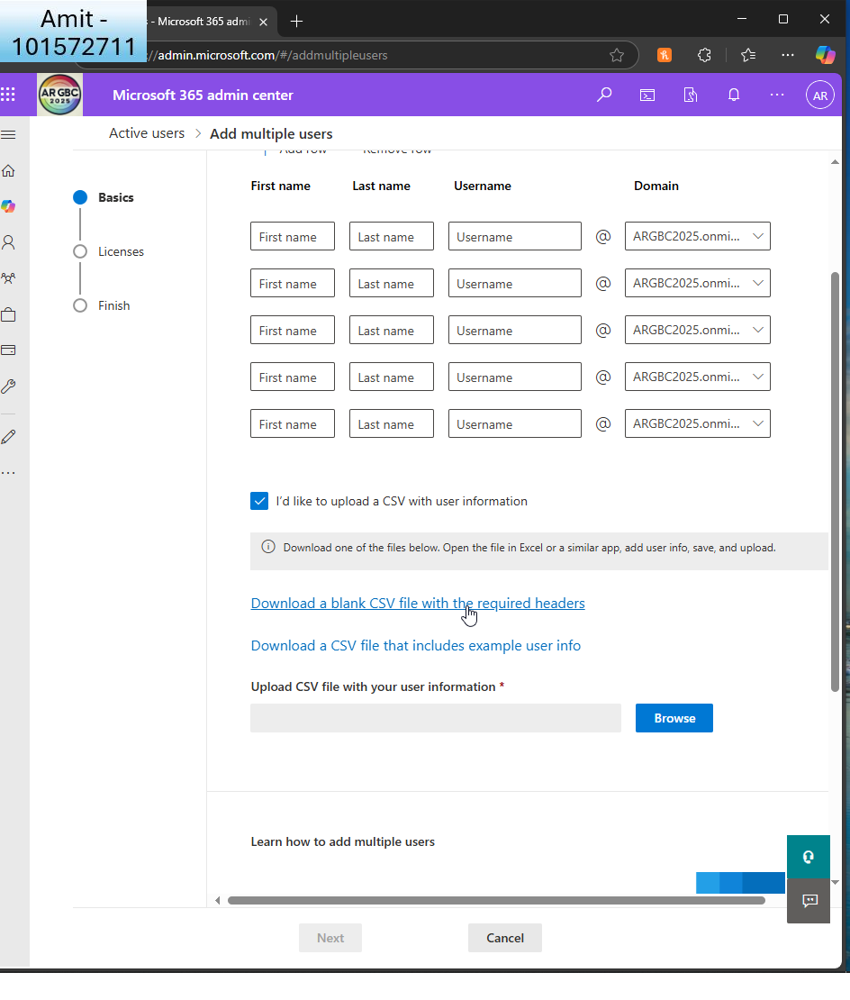 Amit -
101572711
- Microsoft 365 admi
//admin.microsoft.com/#/addmultipleusers
AR GBC
2025
Microsoft 365 admin center
AR
Active users > Add multiple users
Add row Remove row
Basics
Licenses
Finish
First name Last name Username Domain
First name Last name Username @ ARGBC2025.onmi...
First name Last name Username @ ARGBC2025.onmi...
First name Last name Username @ ARGBC2025.onmi...
First name Last name Username @ ARGBC2025.onmi...
First name Last name Username @ ARGBC2025.onmi...
I'd like to upload a CSV with user information
Download one of the files below. Open the file in Excel or a similar app, add user info, save, and upload.
Download a blank CSV file with the required headers
Download a CSV file that includes example user info
Upload CSV file with your user information *
Browse
Learn how to add multiple users
Next Cancel